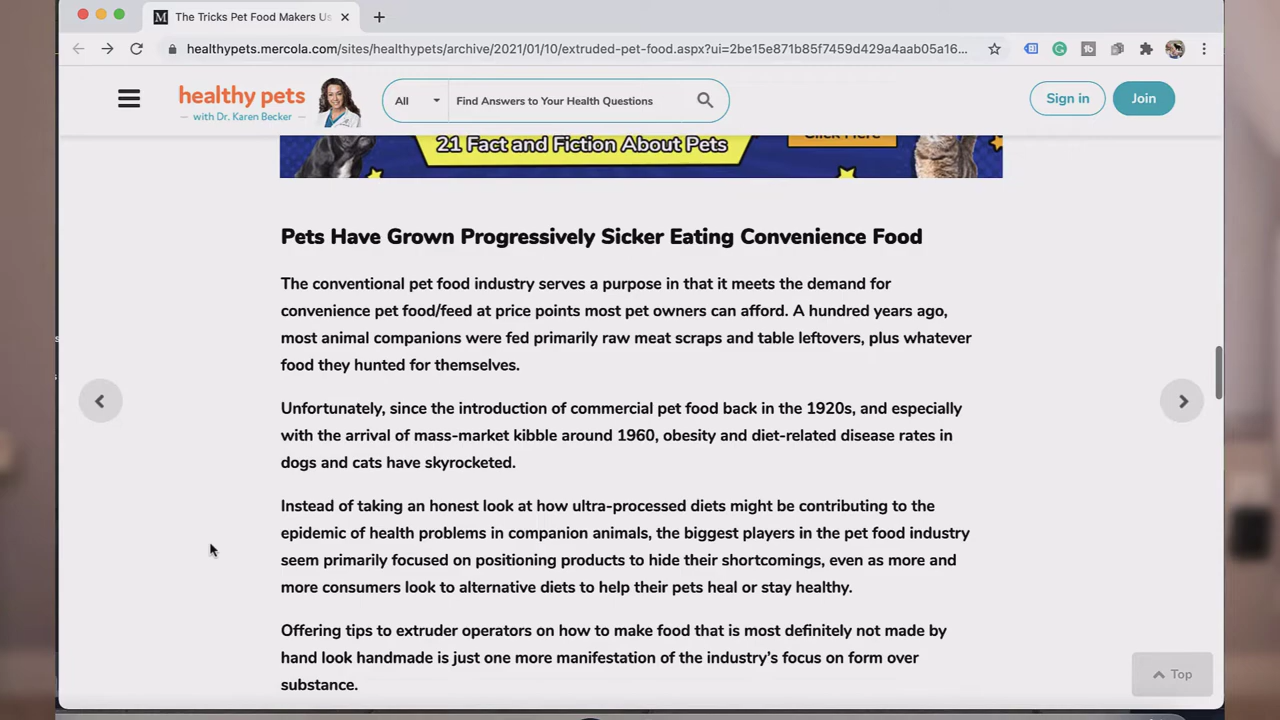 The Tricks Pet Food Makers Us
healthypets.mercola.com/sites/healthypets/archive/2021/01/10/extruded-pet-food.aspx?ui=2be15e871b85f7459d429a4aab05a16...
healthy pets
with Dr. Karen Becker
All
Find Answers to Your Health Questions
Sign in
Join
Click Here
21 Fact and Fiction About Pets
Pets Have Grown Progressively Sicker Eating Convenience Food
The conventional pet food industry serves a purpose in that it meets the demand for
convenience pet food/feed at price points most pet owners can afford. A hundred years ago,
most animal companions were fed primarily raw meat scraps and table leftovers, plus whatever
food they hunted for themselves.
Unfortunately, since the introduction of commercial pet food back in the 1920s, and especially
with the arrival of mass-market kibble around 1960, obesity and diet-related disease rates in
dogs and cats have skyrocketed.
Instead of taking an honest look at how ultra-processed diets might be contributing to the
epidemic of health problems in companion animals, the biggest players in the pet food industry
seem primarily focused on positioning products to hide their shortcomings, even as more and
more consumers look to alternative diets to help their pets heal or stay healthy.
Offering tips to extruder operators on how to make food that is most definitely not made by
hand look handmade is just one more manifestation of the industry's focus on form over
substance.
Top